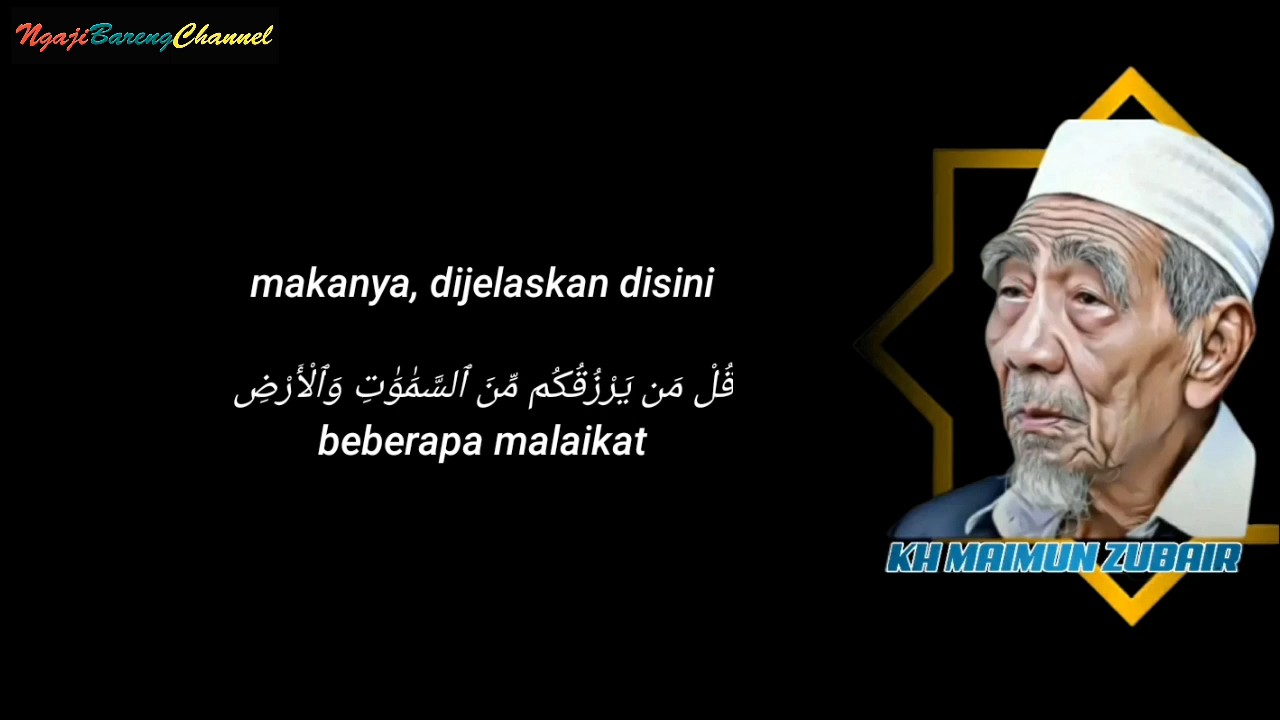 NgajiBarengChannel
makanya, dijelaskan disini
قُلْ مَن يَرْزُقُكُم مِّنَ ٱلسَّمَٰوَٰتِ وَٱلْأَرْضِ
beberapa malaikat
KH MAIMUN ZUBAIR